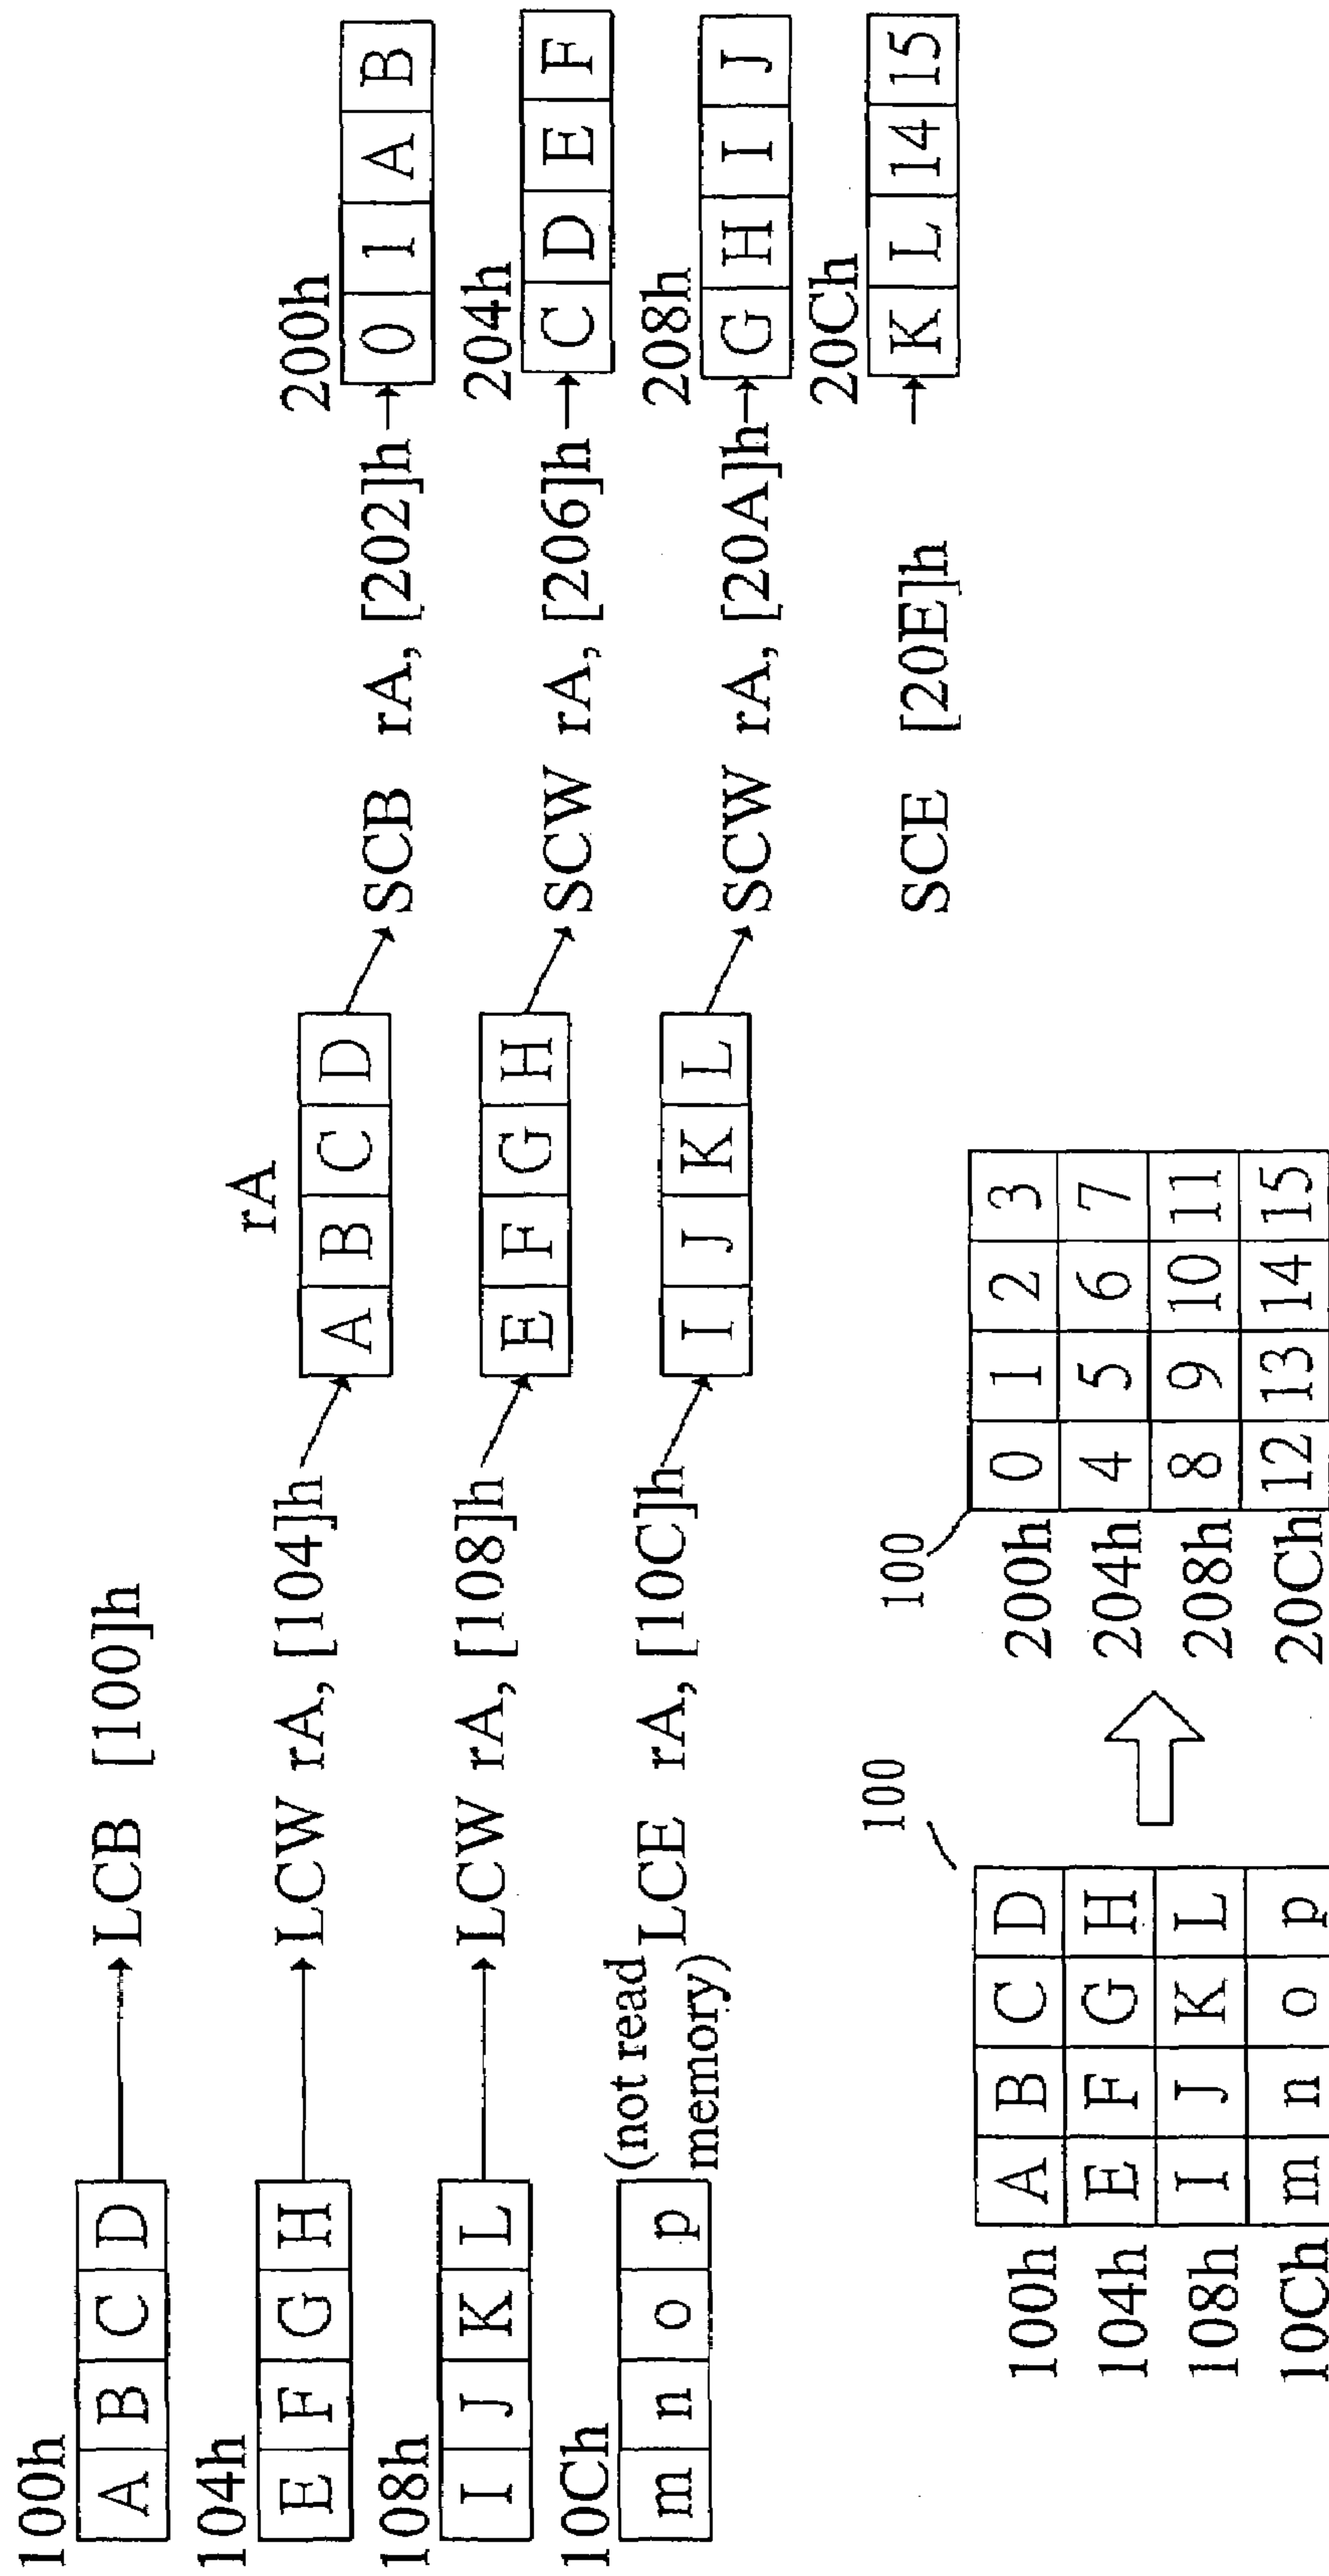 100h
A B C D
LCB [100]h
104h
E F G H
LCW rA, [104]h
rA
A B C D
SCB rA, [202]h
200h
0 1 A B
108h
I J K L
LCW rA, [108]h
E F G H
SCW rA, [206]h
204h
C D E F
10Ch
m n o p
(not read
memory)
LCE rA, [10C]h
I J K L
SCW rA, [20A]h
208h
G H I J
SCE [20E]h
20Ch
K L 14 15
100
100h A B C D
104h E F G H
108h I J K L
10Ch m n o p
100
200h 0 1 2 3
204h 4 5 6 7
208h 8 9 10 11
20Ch 12 13 14 15